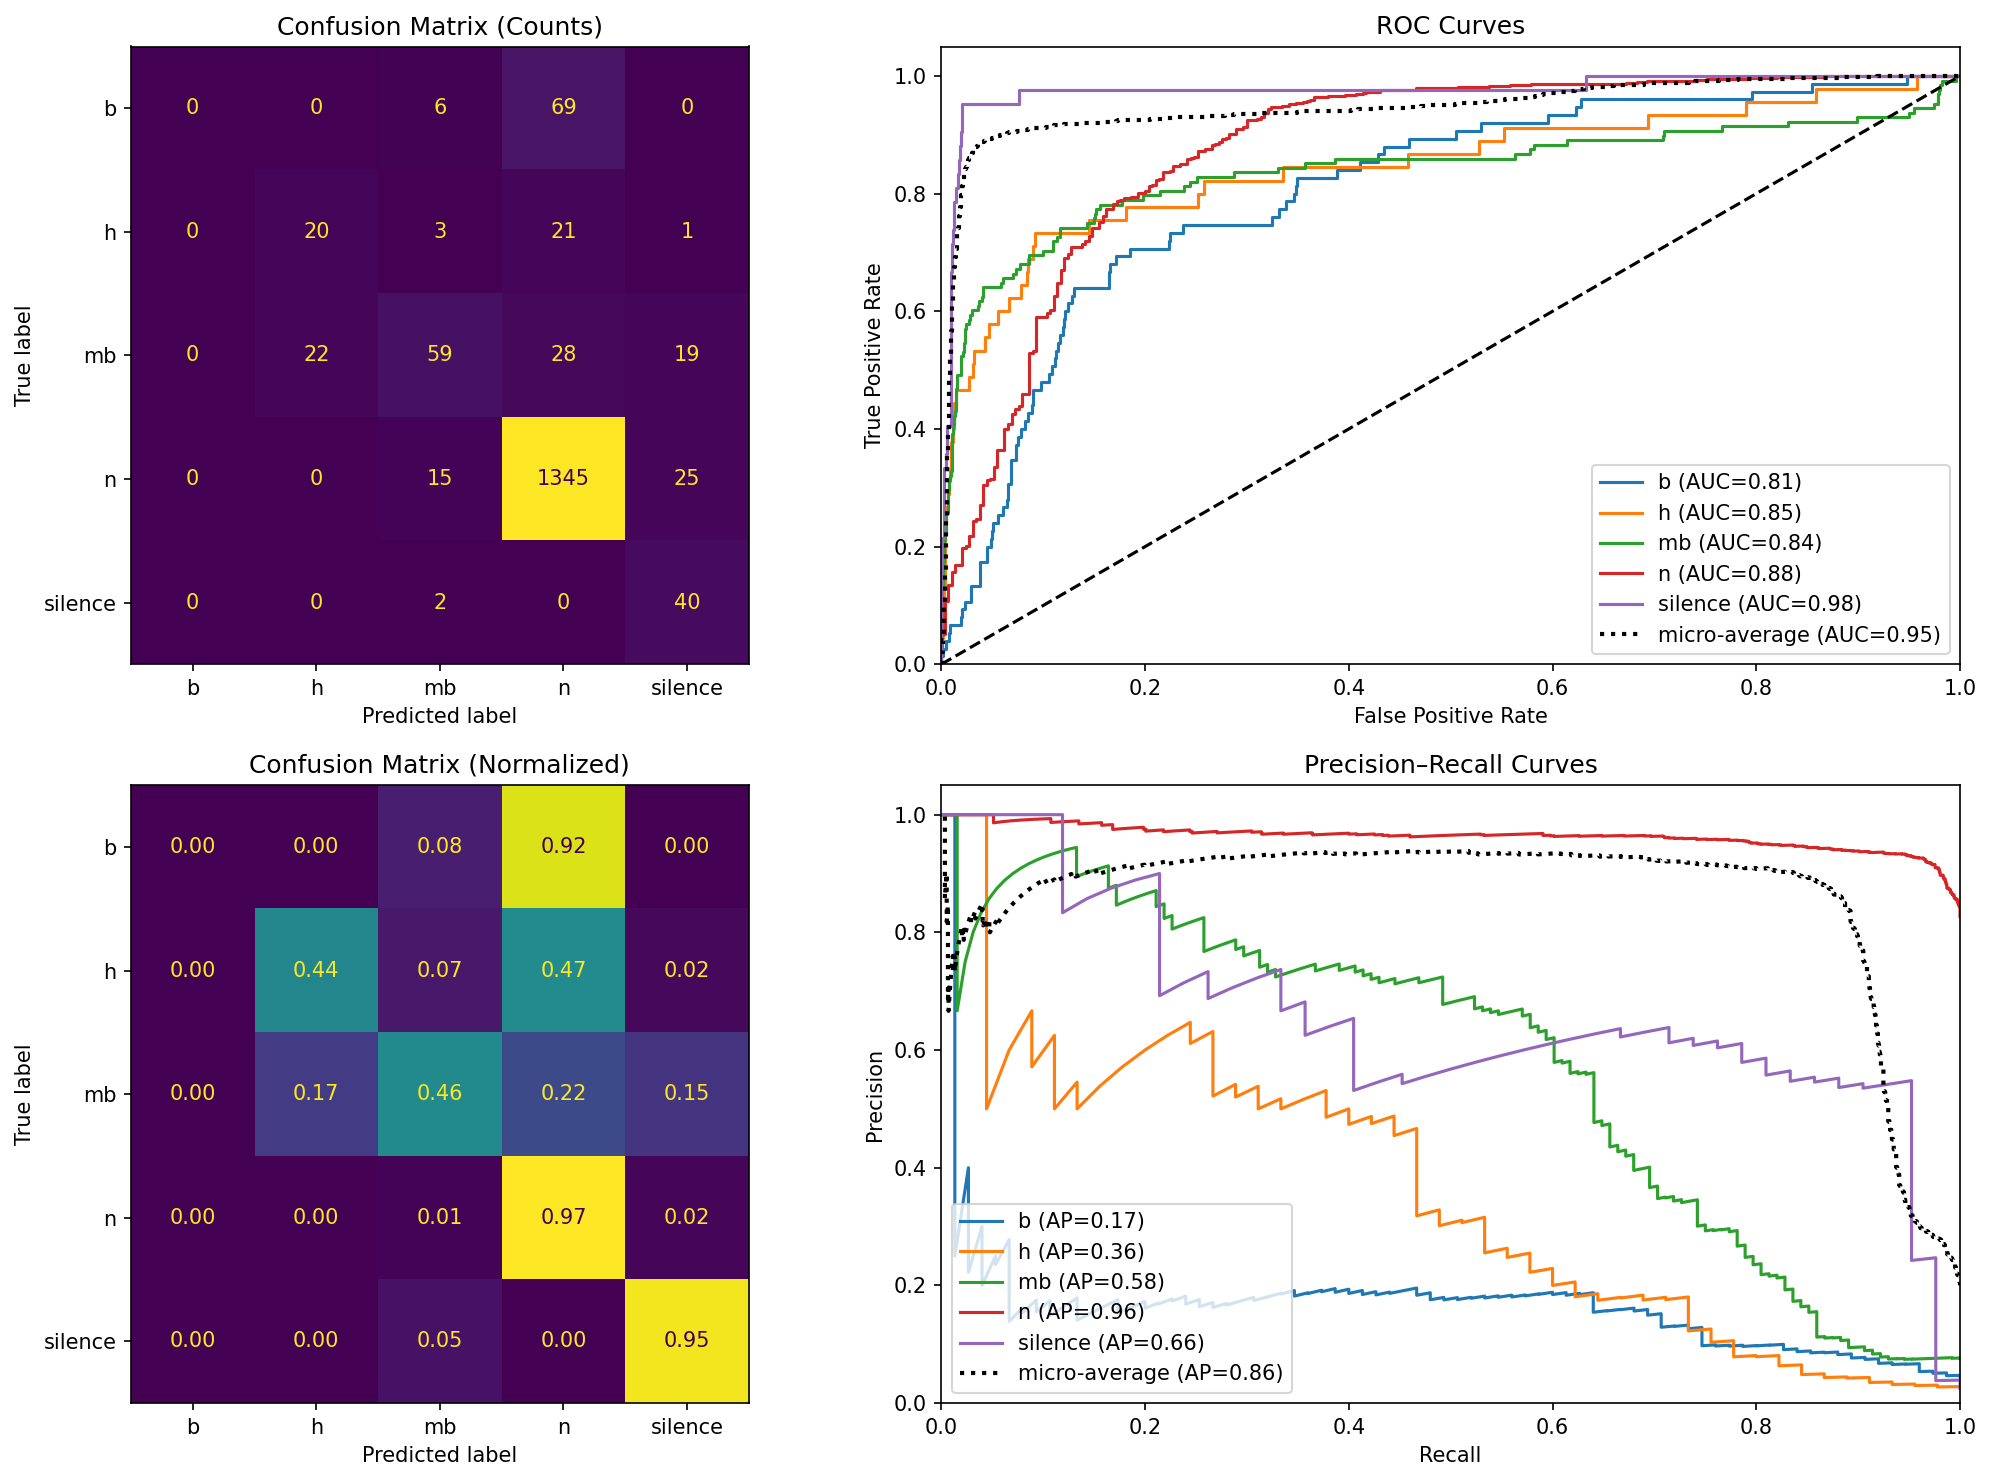 Confusion Matrix (Counts)
True label
b 0 0 6 69 0
h 0 20 3 21 1
mb 0 22 59 28 19
n 0 0 15 1345 25
silence 0 0 2 0 40
b h mb n silence
Predicted label
ROC Curves
True Positive Rate
1.0
0.8
0.6
0.4
0.2
0.0
b (AUC=0.81)
h (AUC=0.85)
mb (AUC=0.84)
n (AUC=0.88)
silence (AUC=0.98)
micro-average (AUC=0.95)
0.0 0.2 0.4 0.6 0.8 1.0
False Positive Rate
Confusion Matrix (Normalized)
True label
b 0.00 0.00 0.08 0.92 0.00
h 0.00 0.44 0.07 0.47 0.02
mb 0.00 0.17 0.46 0.22 0.15
n 0.00 0.00 0.01 0.97 0.02
silence 0.00 0.00 0.05 0.00 0.95
b h mb n silence
Predicted label
Precision–Recall Curves
Precision
1.0
0.8
0.6
0.4
0.2
0.0
b (AP=0.17)
h (AP=0.36)
mb (AP=0.58)
n (AP=0.96)
silence (AP=0.66)
micro-average (AP=0.86)
0.0 0.2 0.4 0.6 0.8 1.0
Recall